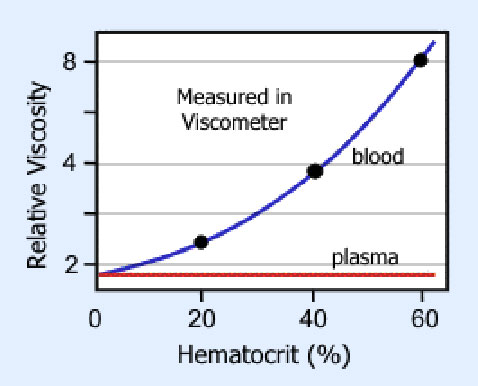 8
Measured in
Viscometer
blood
4
Relative Viscosity
plasma
2
0 20 40 60
Hematocrit (%)